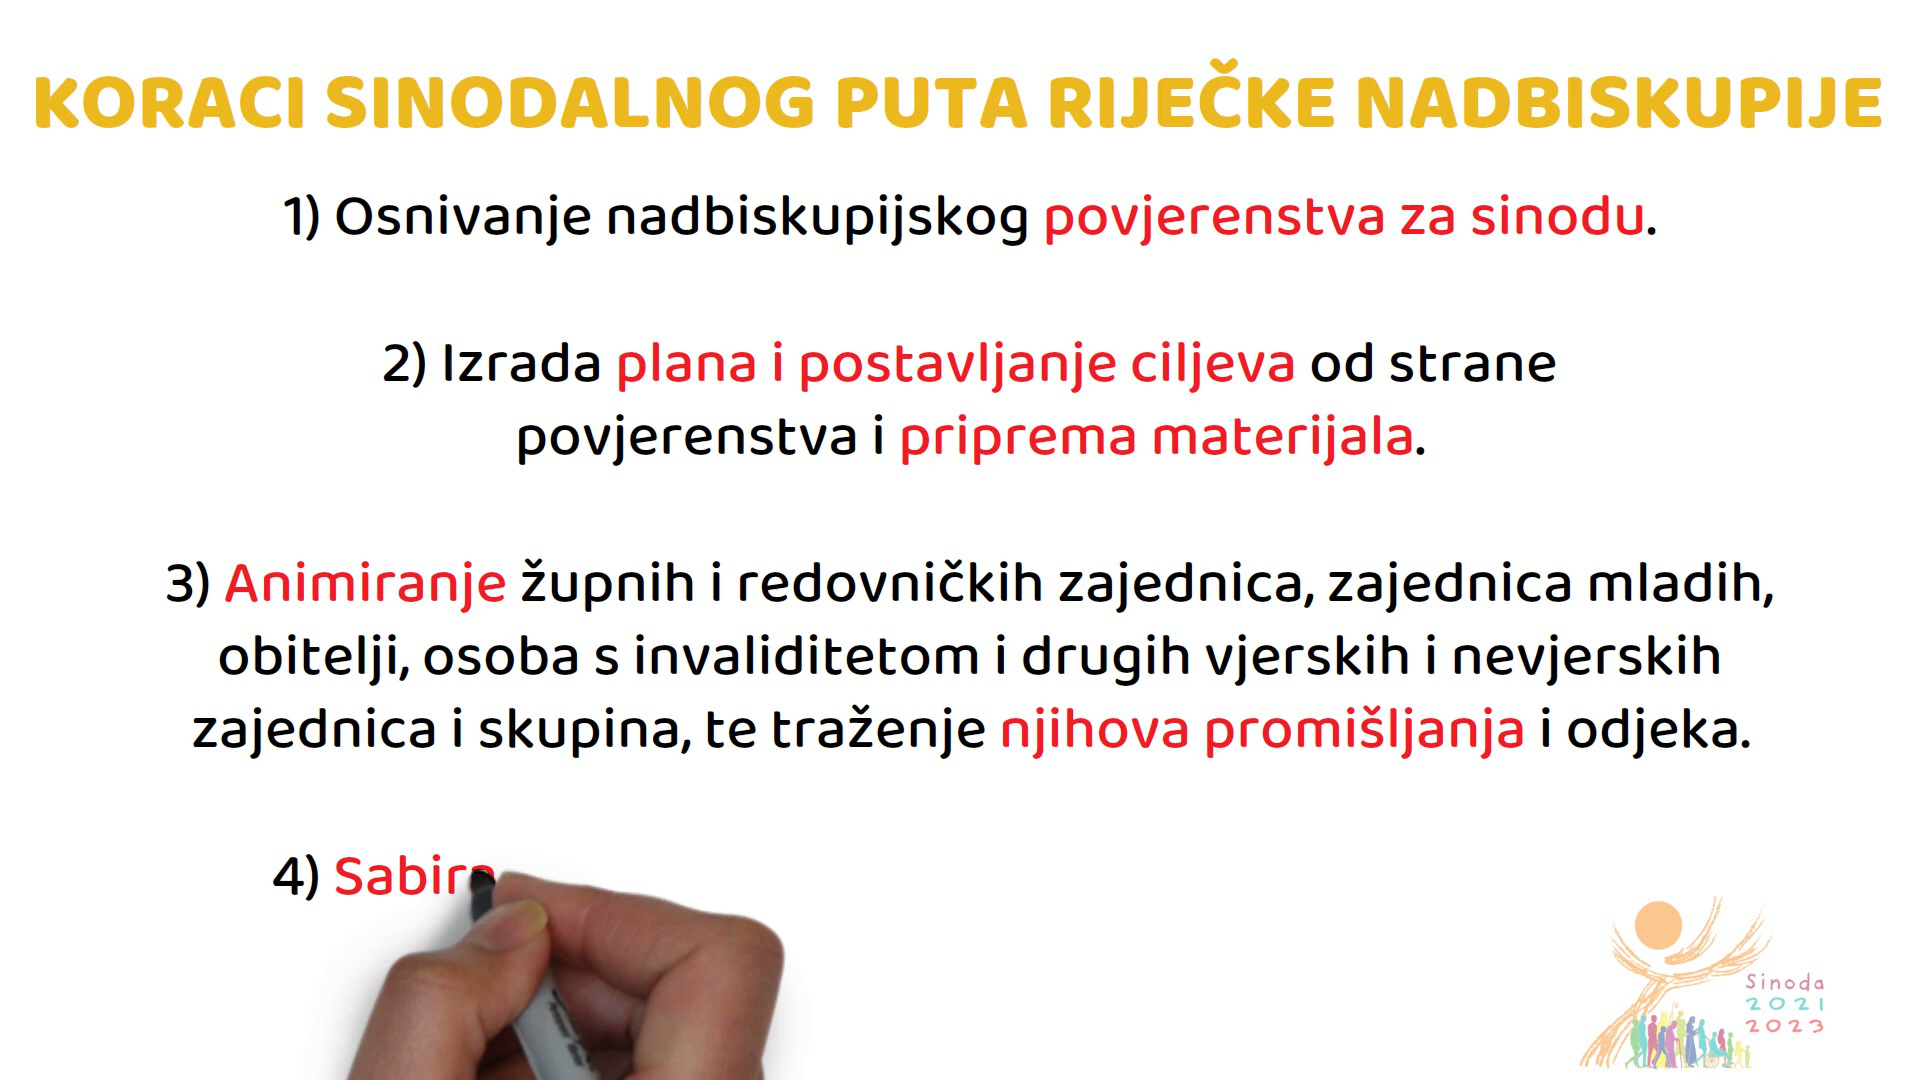 KORACI SINODALNOG PUTA RIJEČKE NADBISKUPIJE
1) Osnivanje nadbiskupijskog povjerenstva za sinodu.
2) Izrada plana i postavljanje ciljeva od strane
povjerenstva i priprema materijala.
3) Animiranje župnih i redovničkih zajednica, zajednica mladih,
obitelji, osoba s invaliditetom i drugih vjerskih i nevjerskih
zajednica i skupina, te traženje njihova promišljanja i odjeka.
4) Sabira
Sinoda
2021
2023